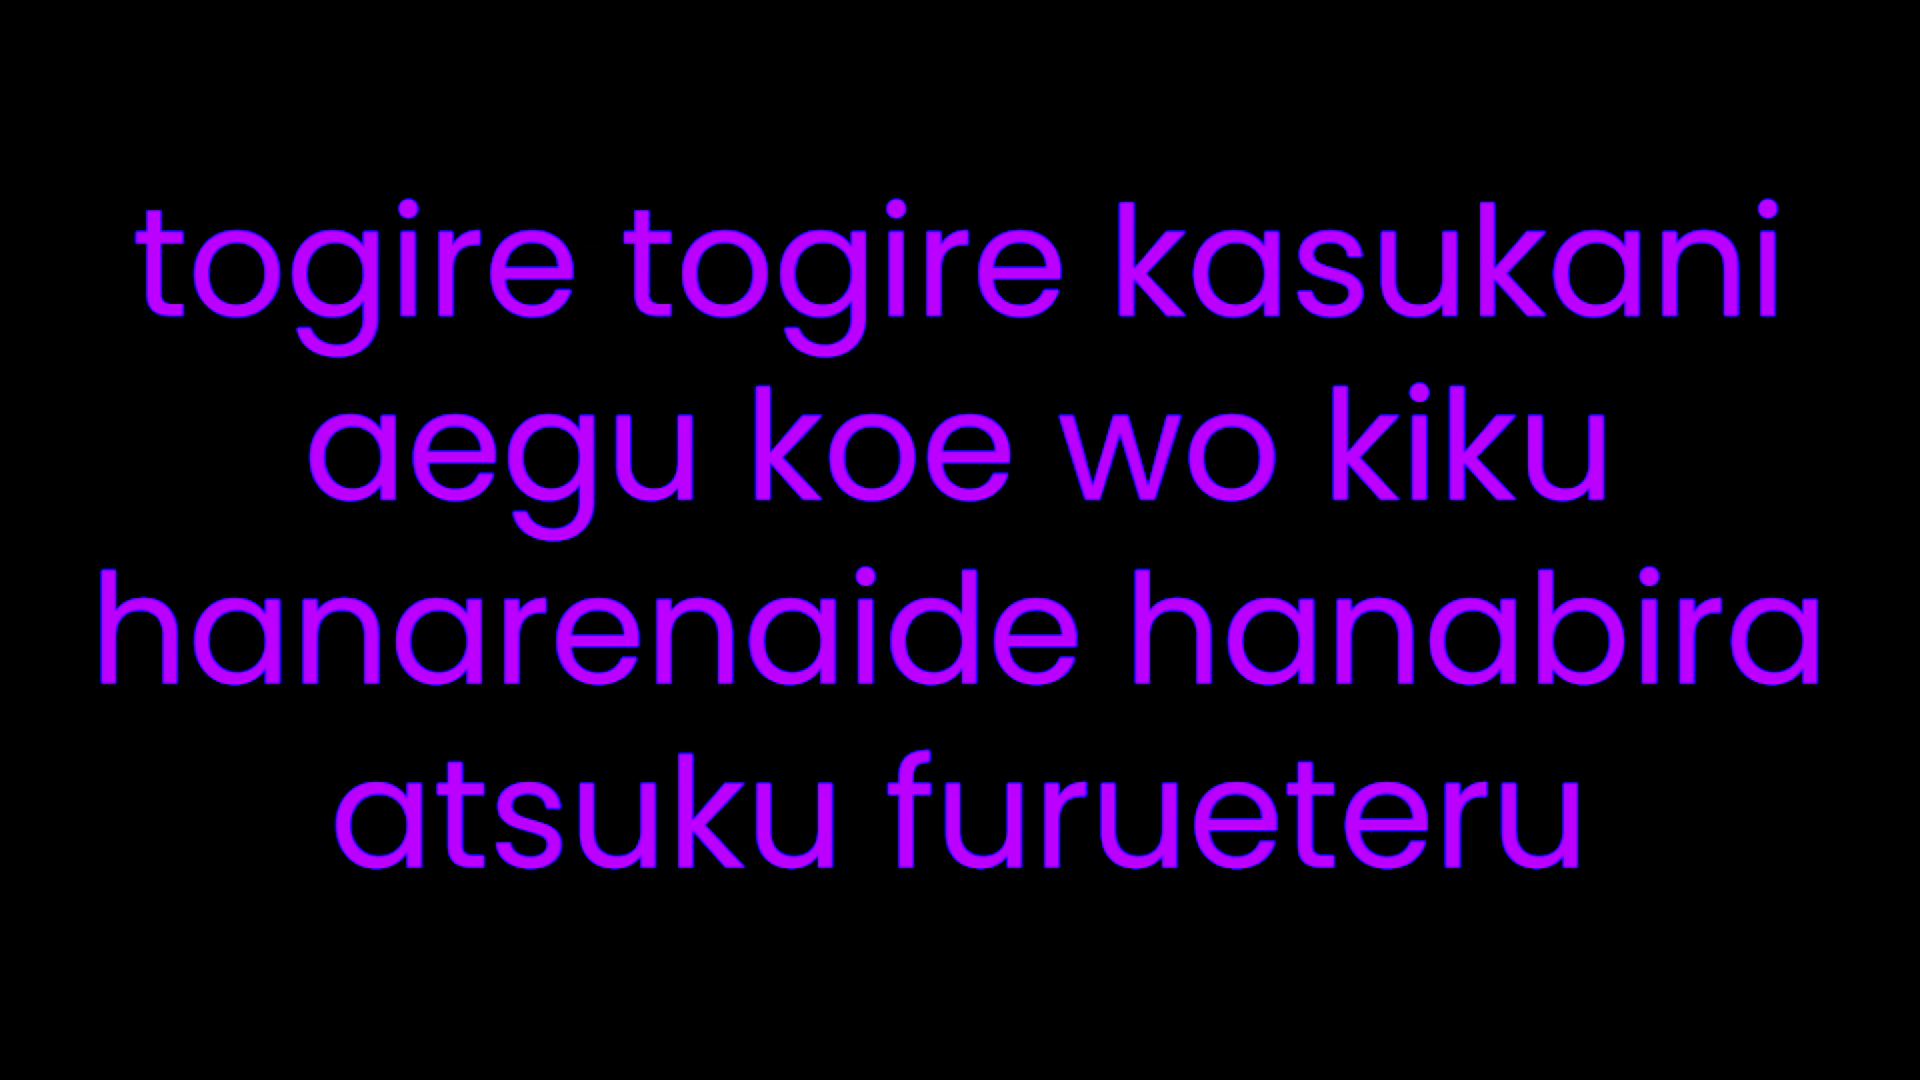 togire togire kasukani
aegu koe wo kiku
hanarenaide hanabira
atsuku furueteru